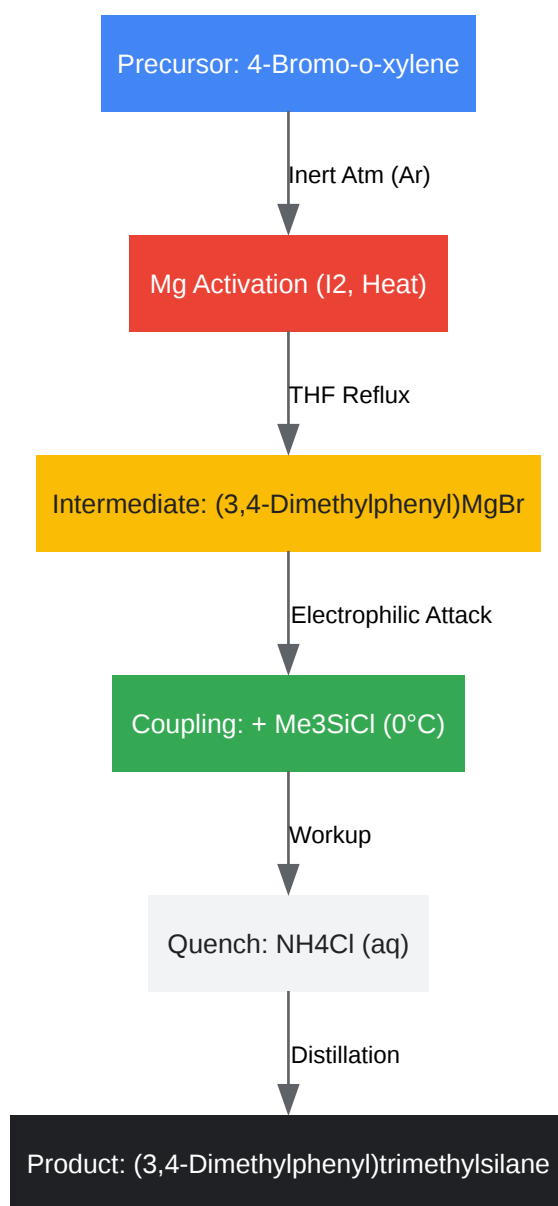 Precursor: 4-Bromo-o-xylene
Inert Atm (Ar)
Mg Activation (I2, Heat)
THF Reflux
Intermediate: (3,4-Dimethylphenyl)MgBr
Electrophilic Attack
Coupling: + Me3SiCl (0°C)
Workup
Quench: NH4Cl (aq)
Distillation
Product: (3,4-Dimethylphenyl)trimethylsilane